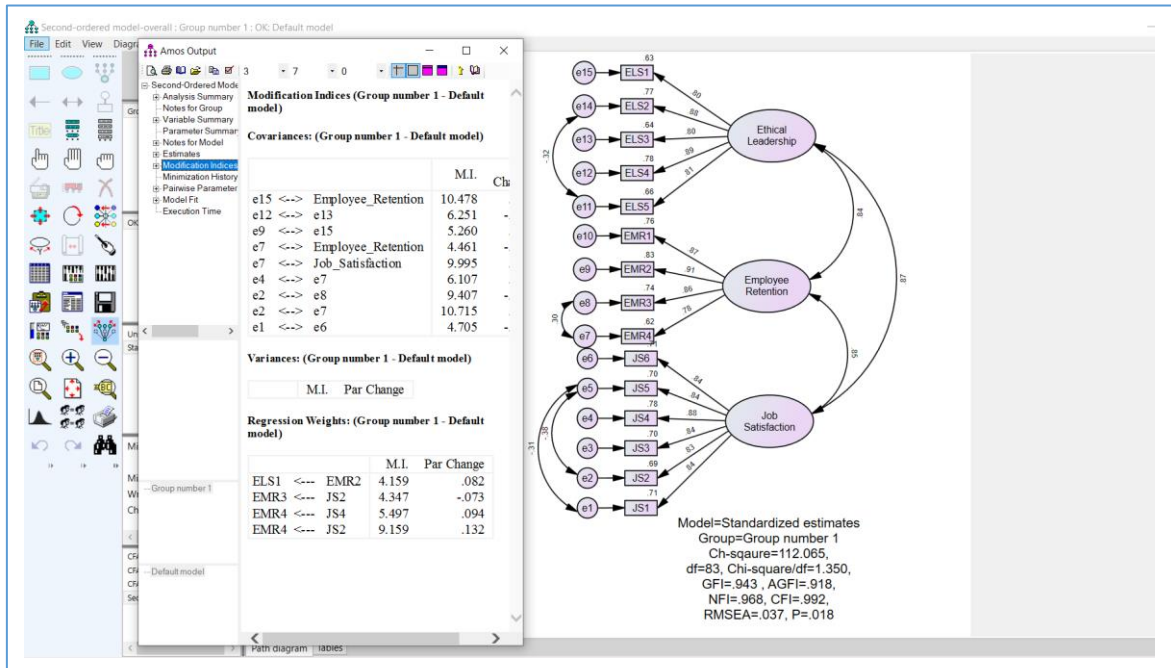 Second-ordered model-overall : Group number 1 : OK: Default model
File Edit View Diagra
Amos Output
3 7 0
Second-Ordered Mode
Analysis Summary
Notes for Group
Variable Summary
Parameter Summar
Notes for Model
Estimates
Modification Indices
Minimization History
Pairwise Parameter
Model Fit
Execution Time
Modification Indices (Group number 1 - Default
model)
Covariances: (Group number 1 - Default model)
M.I.
e15 <--> Employee_Retention 10.478
e12 <--> e13 6.251 -
e9 <--> e15 5.260
e7 <--> Employee_Retention 4.461 -
e7 <--> Job_Satisfaction 9.995
e4 <--> e7 6.107
e2 <--> e8 9.407 -
e2 <--> e7 10.715
e1 <--> e6 4.705 -
Variances: (Group number 1 - Default model)
M.I. Par Change
Regression Weights: (Group number 1 - Default
model)
M.I. Par Change
ELS1 <--- EMR2 4.159 .082
EMR3 <--- JS2 4.347 -.073
EMR4 <--- JS4 5.497 .094
EMR4 <--- JS2 9.159 .132
Title
Group number 1
Default model
Path diagram Tables
.63
e15 ELS1 .80
.77
e14 ELS2 .88
.64
e13 ELS3 .80
.78
e12 ELS4 .89
.66
e11 ELS5 .81
-.32
Ethical
Leadership
.76
e10 EMR1 .87
.83
e9 EMR2 .91
.74
e8 EMR3 .86
.62
e7 EMR4 .78
.30
Employee
Retention
.84
.87
.85
.71
e6 JS6 .84
.70
e5 JS5 .84
.78
e4 JS4 .88
.70
e3 JS3 .84
.69
e2 JS2 .83
.71
e1 JS1 .84
-.38
-.31
Job
Satisfaction
Model=Standardized estimates
Group=Group number 1
Ch-sqaure=112.065,
df=83, Chi-square/df=1.350,
GFI=.943 , AGFI=.918,
NFI=.968, CFI=.992,
RMSEA=.037, P=.018